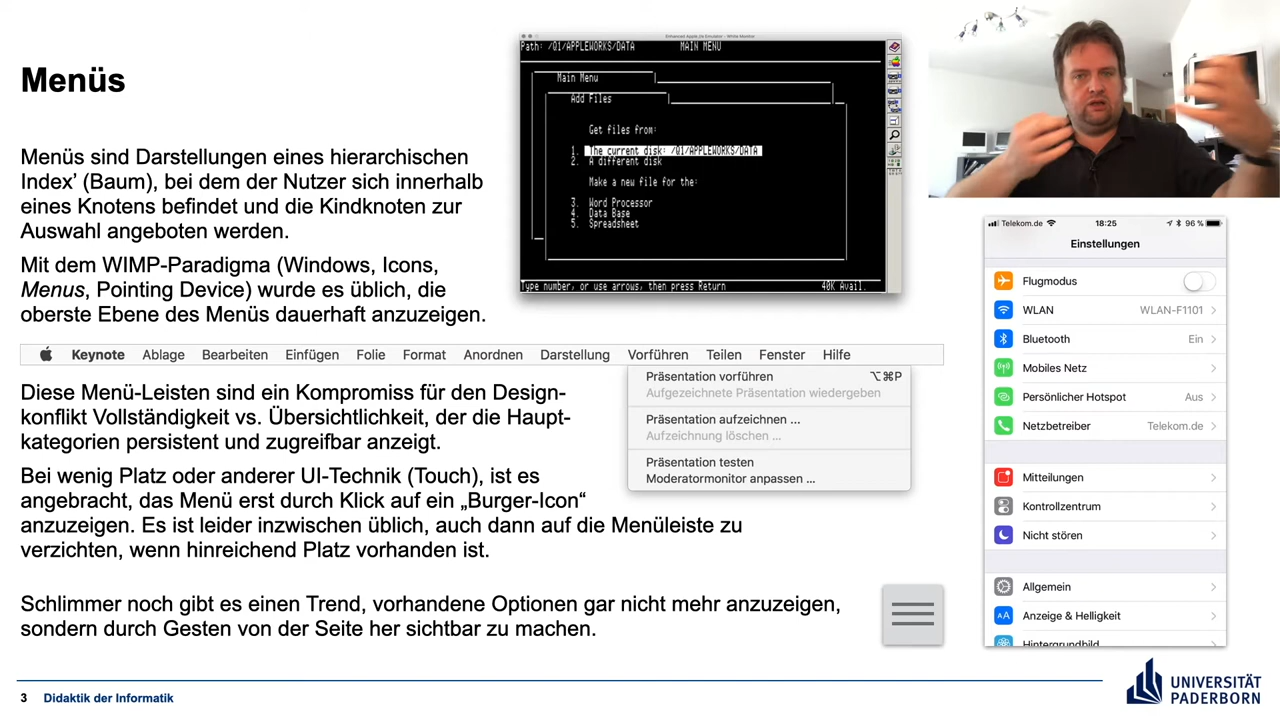 Menüs
Menüs sind Darstellungen eines hierarchischen
Index’ (Baum), bei dem der Nutzer sich innerhalb
eines Knotens befindet und die Kindknoten zur
Auswahl angeboten werden.
Mit dem WIMP-Paradigma (Windows, Icons,
Menus, Pointing Device) wurde es üblich, die
oberste Ebene des Menüs dauerhaft anzuzeigen.
Enhanced Apple IIe Emulator - White Monitor
Path: /Q1/APPLEWORKS/DATA MAIN MENU
Main Menu
Add Files
Get files from:
1. The current disk: /Q1/APPLEWORKS/DATA
2. A different disk
Make a new file for the:
3. Word Processor
4. Data Base
5. Spreadsheet
Type number, or use arrows, then press Return 40K Avail.
Keynote Ablage Bearbeiten Einfügen Folie Format Anordnen Darstellung Vorführen Teilen Fenster Hilfe
Präsentation vorführen ⌥⌘P
Aufgezeichnete Präsentation wiedergeben
Präsentation aufzeichnen ...
Aufzeichnung löschen ...
Präsentation testen
Moderatormonitor anpassen ...
Diese Menü-Leisten sind ein Kompromiss für den Design-
konflikt Vollständigkeit vs. Übersichtlichkeit, der die Haupt-
kategorien persistent und zugreifbar anzeigt.
Bei wenig Platz oder anderer UI-Technik (Touch), ist es
angebracht, das Menü erst durch Klick auf ein „Burger-Icon“
anzuzeigen. Es ist leider inzwischen üblich, auch dann auf die Menüleiste zu
verzichten, wenn hinreichend Platz vorhanden ist.
Schlimmer noch gibt es einen Trend, vorhandene Optionen gar nicht mehr anzuzeigen,
sondern durch Gesten von der Seite her sichtbar zu machen.
Telekom.de 18:25 96 %
Einstellungen
Flugmodus
WLAN WLAN-F1101
Bluetooth Ein
Mobiles Netz
Persönlicher Hotspot Aus
Netzbetreiber Telekom.de
Mitteilungen
Kontrollzentrum
Nicht stören
Allgemein
AA Anzeige & Helligkeit
Hintergrundbild
3 Didaktik der Informatik
UNIVERSITÄT
PADERBORN